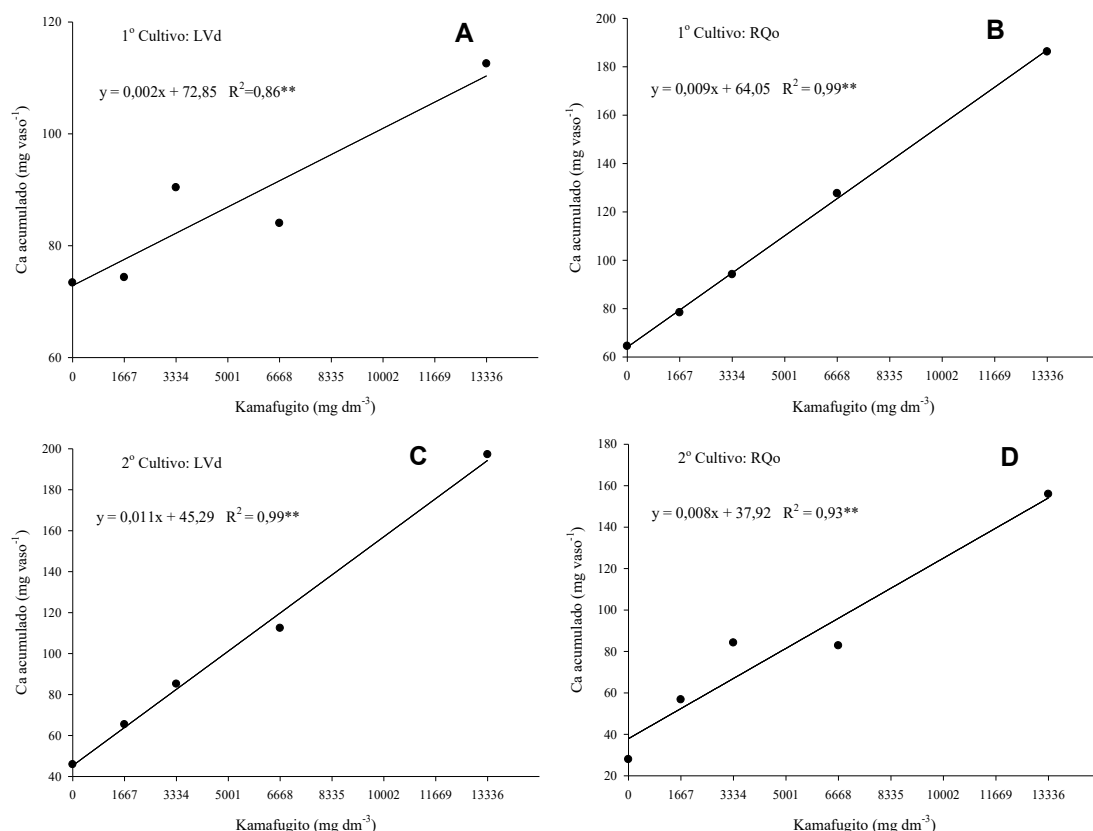 A
1º Cultivo: LVd
y = 0,002x + 72,85 R²=0,86**
Ca acumulado (mg vaso⁻¹)
120
100
80
60
0 1667 3334 5001 6668 8335 10002 11669 13336
Kamafugito (mg dm⁻³)
B
1º Cultivo: RQo
y = 0,009x + 64,05 R² = 0,99**
Ca acumulado (mg vaso⁻¹)
200
180
160
140
120
100
80
60
0 1667 3334 5001 6668 8335 10002 11669 13336
Kamafugito (mg dm⁻³)
C
2º Cultivo: LVd
y = 0,011x + 45,29 R² = 0,99**
Ca acumulado (mg vaso⁻¹)
200
180
160
140
120
100
80
60
40
0 1667 3334 5001 6668 8335 10002 11669 13336
Kamafugito (mg dm⁻³)
D
2º Cultivo: RQo
y = 0,008x + 37,92 R² = 0,93**
Ca acumulado (mg vaso⁻¹)
180
160
140
120
100
80
60
40
20
0 1667 3334 5001 6668 8335 10002 11669 13336
Kamafugito (mg dm⁻³)